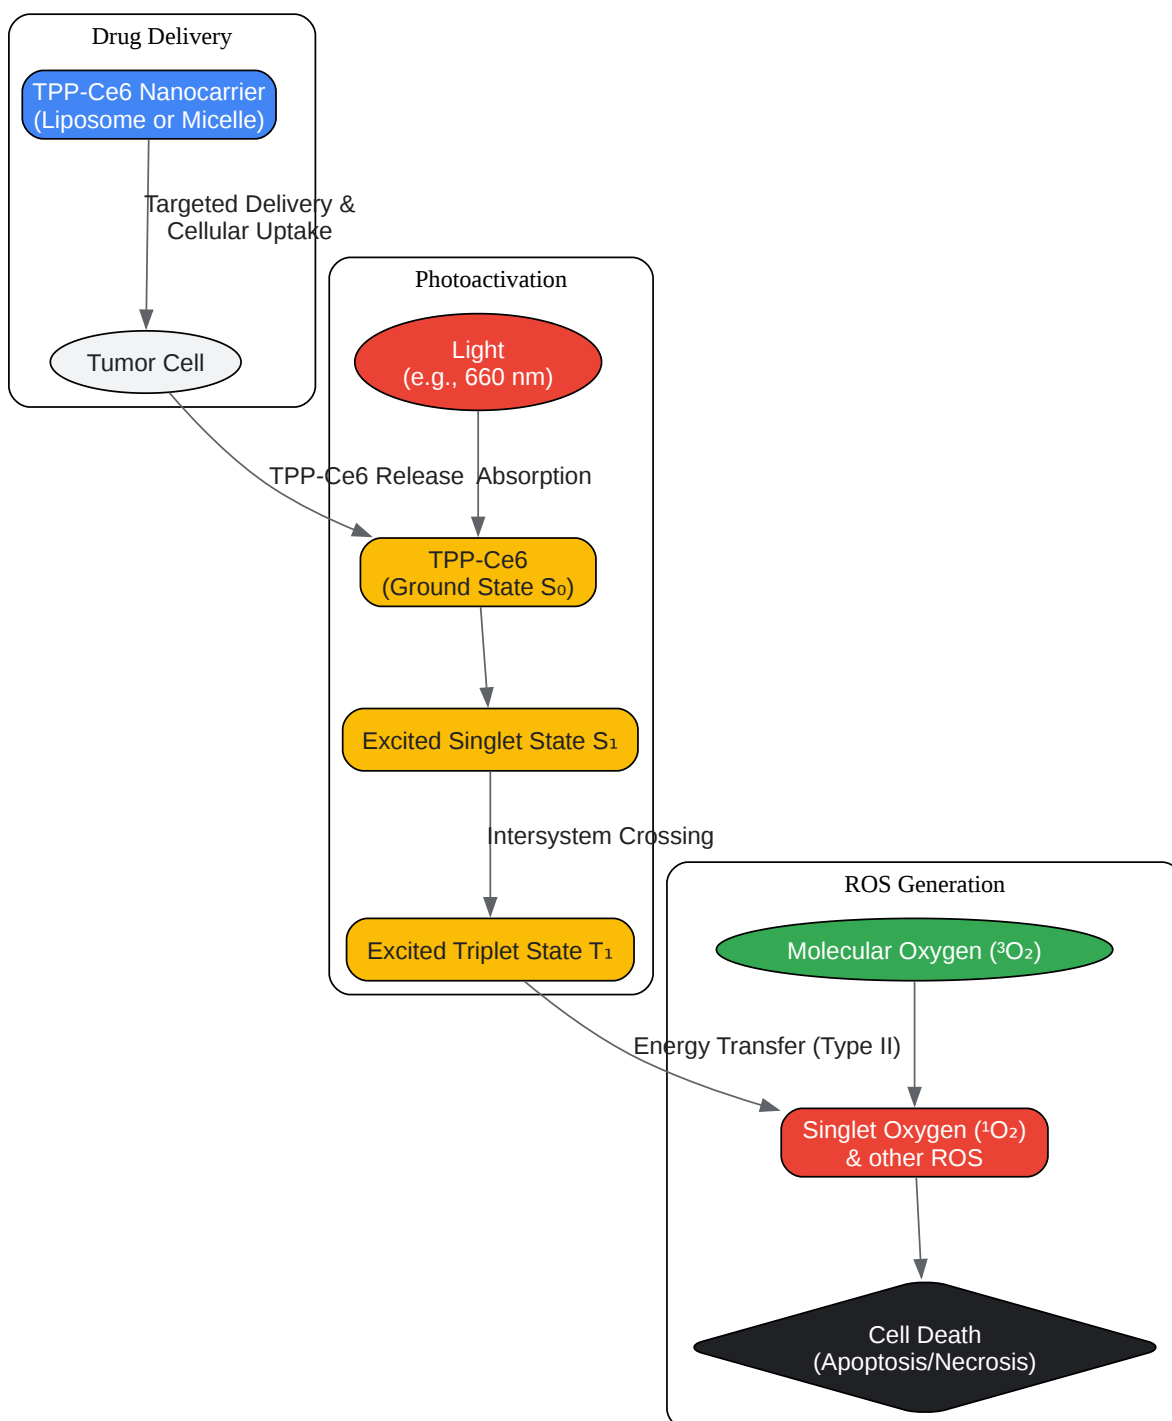 Drug Delivery
TPP-Ce6 Nanocarrier
(Liposome or Micelle)
Targeted Delivery &
Cellular Uptake
Tumor Cell
Photoactivation
Light
(e.g., 660 nm)
TPP-Ce6 Release
Absorption
TPP-Ce6
(Ground State S₀)
Excited Singlet State S₁
Intersystem Crossing
Excited Triplet State T₁
ROS Generation
Molecular Oxygen (³O₂)
Energy Transfer (Type II)
Singlet Oxygen (¹O₂)
& other ROS
Cell Death
(Apoptosis/Necrosis)